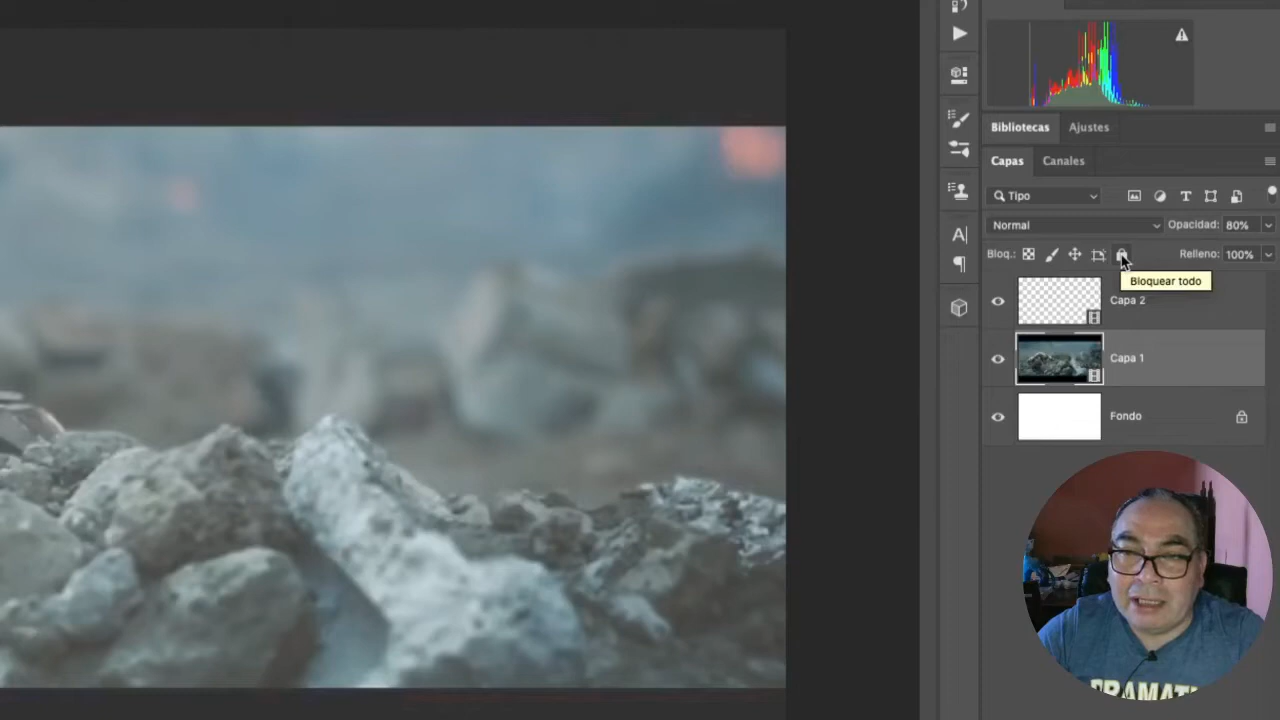 Bibliotecas Ajustes
Capas Canales
Tipo
Normal Opacidad: 80%
Bloq.: Relleno: 100%
Bloquear todo
Capa 2
Capa 1
Fondo